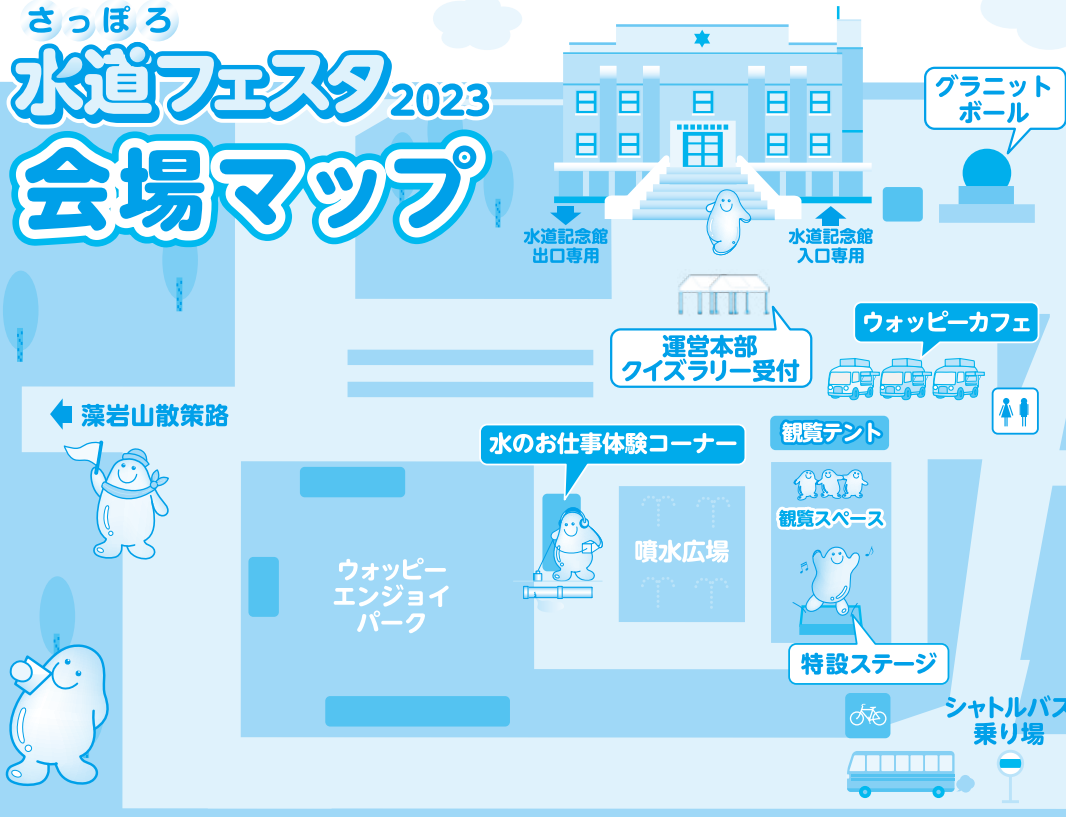 さっぽろ
水道フェスタ2023
会場マップ
グラニット
ボール
水道記念館
出口専用
水道記念館
入口専用
ウォッピーカフェ
運営本部
クイズラリー受付
藻岩山散策路
水のお仕事体験コーナー
観覧テント
観覧スペース
噴水広場
ウォッピー
エンジョイ
パーク
特設ステージ
シャトルバス
乗り場